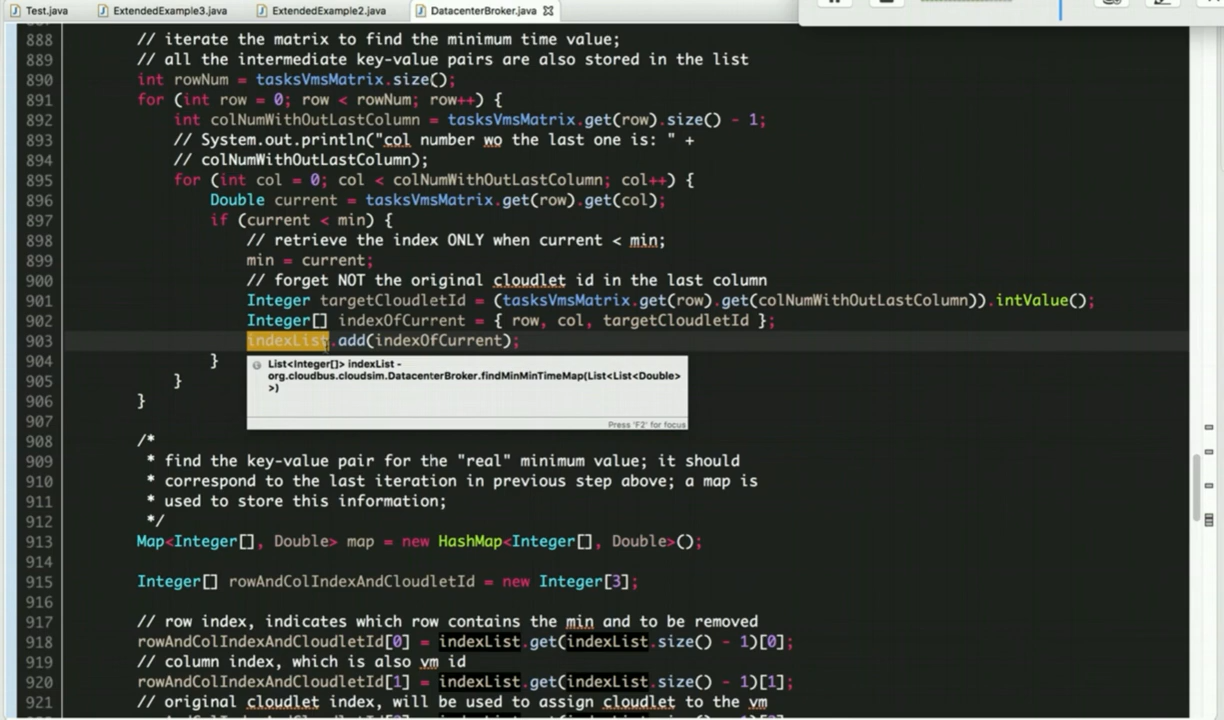 Test.java ExtendedExample3.java ExtendedExample2.java DatacenterBroker.java
888 // iterate the matrix to find the minimum time value;
889 // all the intermediate key-value pairs are also stored in the list
890 int rowNum = tasksVmsMatrix.size();
891 for (int row = 0; row < rowNum; row++) {
892 int colNumWithOutLastColumn = tasksVmsMatrix.get(row).size() - 1;
893 // System.out.println("col number wo the last one is: " +
894 // colNumWithOutLastColumn);
895 for (int col = 0; col < colNumWithOutLastColumn; col++) {
896 Double current = tasksVmsMatrix.get(row).get(col);
897 if (current < min) {
898 // retrieve the index ONLY when current < min;
899 min = current;
900 // forget NOT the original cloudlet id in the last column
901 Integer targetCloudletId = (tasksVmsMatrix.get(row).get(colNumWithOutLastColumn)).intValue();
902 Integer[] indexOfCurrent = { row, col, targetCloudletId };
903 indexList.add(indexOfCurrent);
904 }
List<Integer[]> indexList -
org.cloudbus.cloudsim.DatacenterBroker.findMinMinTimeMap(List<List<Double>
>)
Press 'F2' for focus
905 }
906 }
907
908 /*
909 * find the key-value pair for the "real" minimum value; it should
910 * correspond to the last iteration in previous step above; a map is
911 * used to store this information;
912 */
913 Map<Integer[], Double> map = new HashMap<Integer[], Double>();
914
915 Integer[] rowAndColIndexAndCloudletId = new Integer[3];
916
917 // row index, indicates which row contains the min and to be removed
918 rowAndColIndexAndCloudletId[0] = indexList.get(indexList.size() - 1)[0];
919 // column index, which is also vm id
920 rowAndColIndexAndCloudletId[1] = indexList.get(indexList.size() - 1)[1];
921 // original cloudlet index, will be used to assign cloudlet to the vm